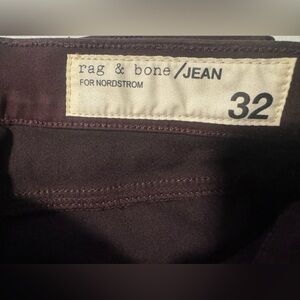 rag & bone/JEAN
FOR NORDSTROM
32